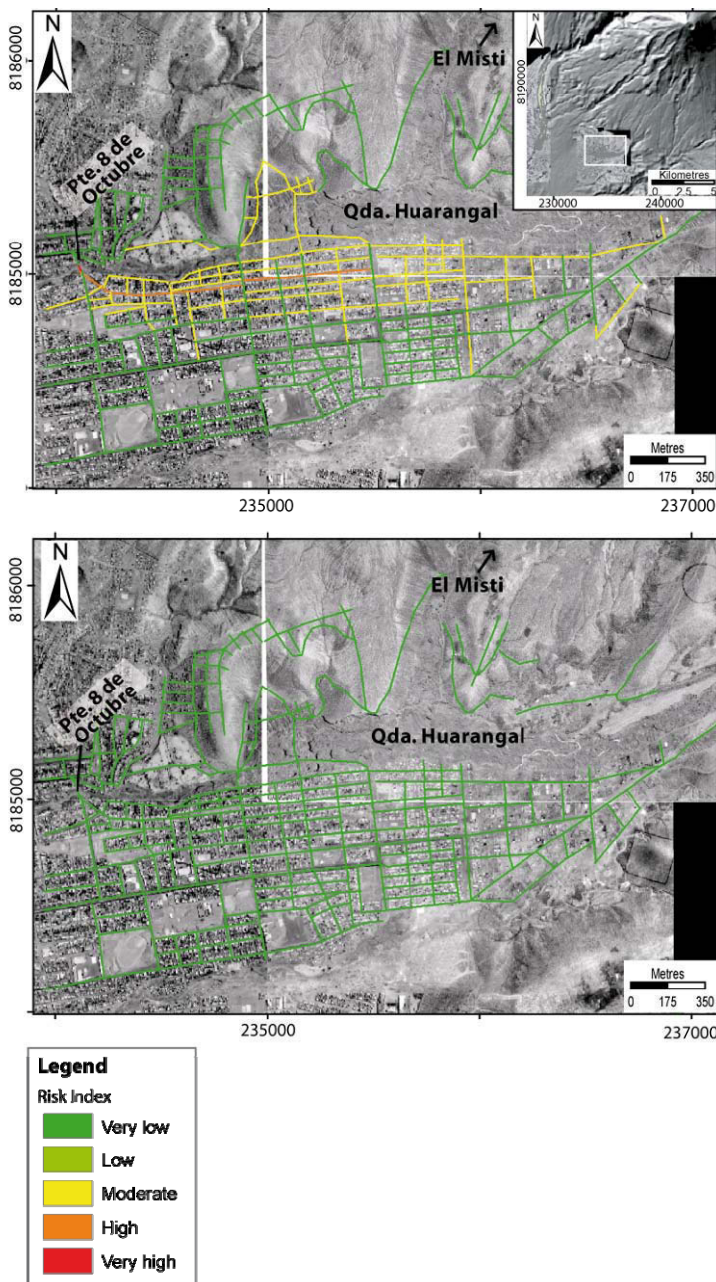 N
8186000
El Misti
N
8190000
Kilometres
0 2.5 5
230000 240000
Pte. 8 de
Octubre
Qda. Huarangal
8185000
Metres
0 175 350
235000 237000
N
8186000
El Misti
Pte. 8 de
Octubre
Qda. Huarangal
8185000
Metres
0 175 350
235000 237000
Legend
Risk Index
Very low
Low
Moderate
High
Very high